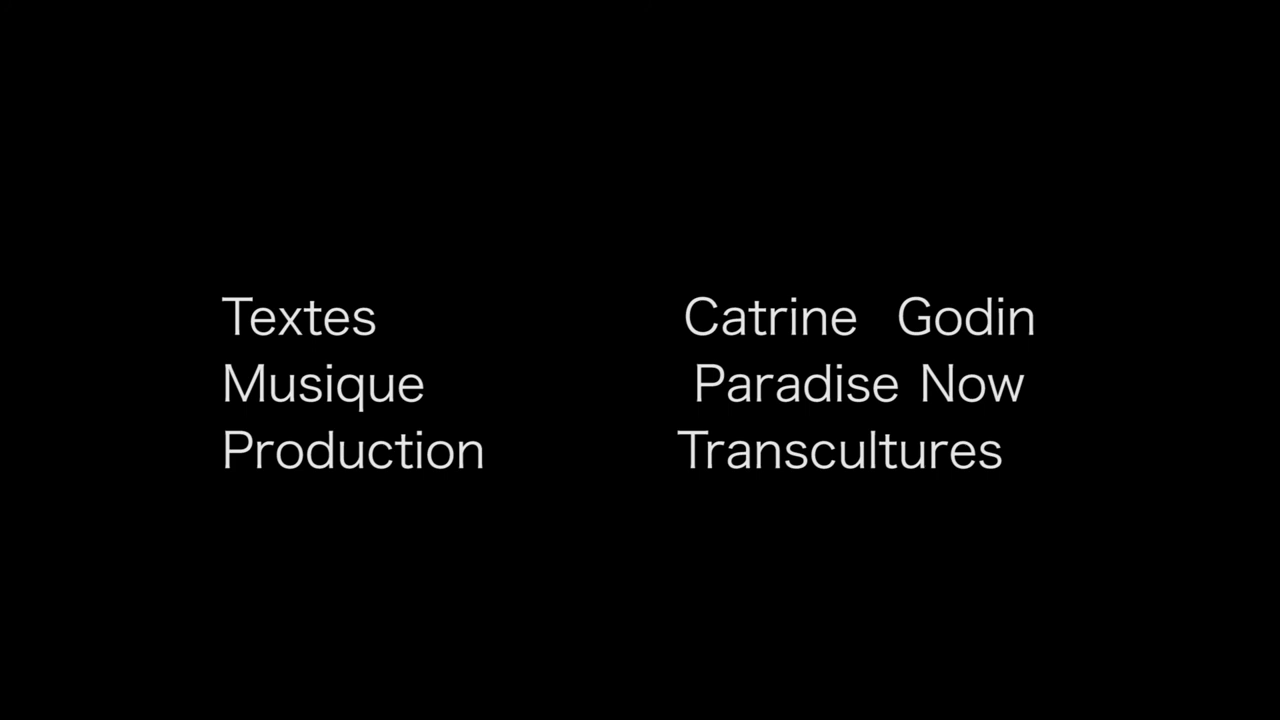 Textes Catrine Godin
Musique Paradise Now
Production Transcultures